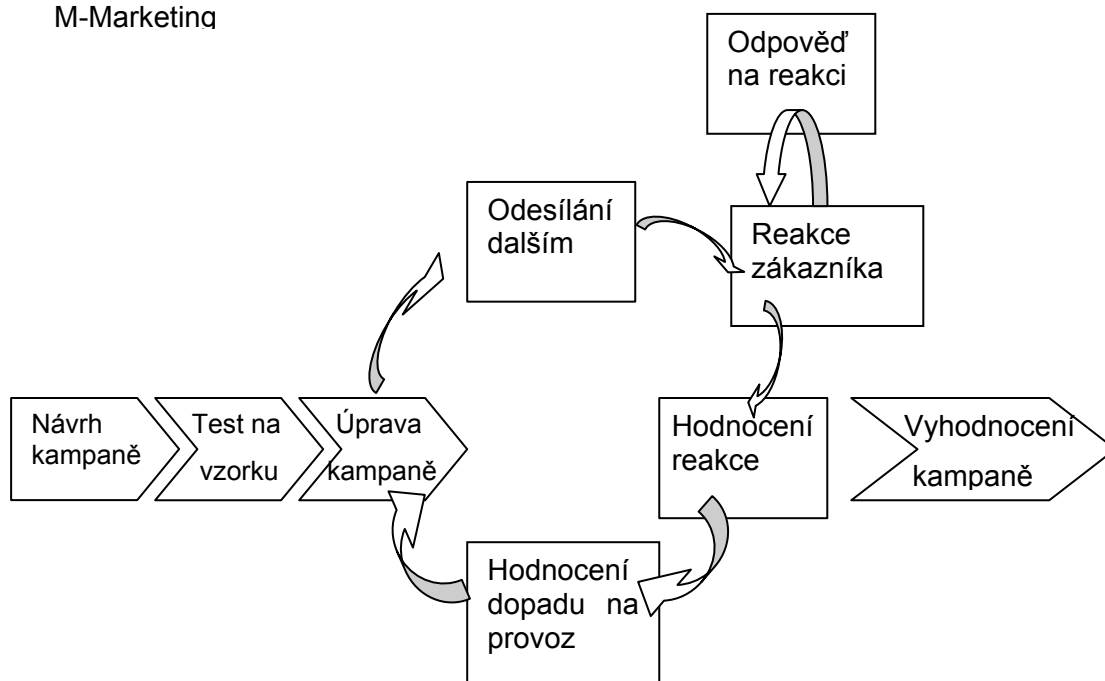 M-Marketing
Odpověď
na reakci
Odesílání
dalším
Reakce
zákazníka
Návrh
kampaně
Test na
vzorku
Úprava
kampaně
Hodnocení
reakce
Vyhodnocení
kampaně
Hodnocení
dopadu na
provoz